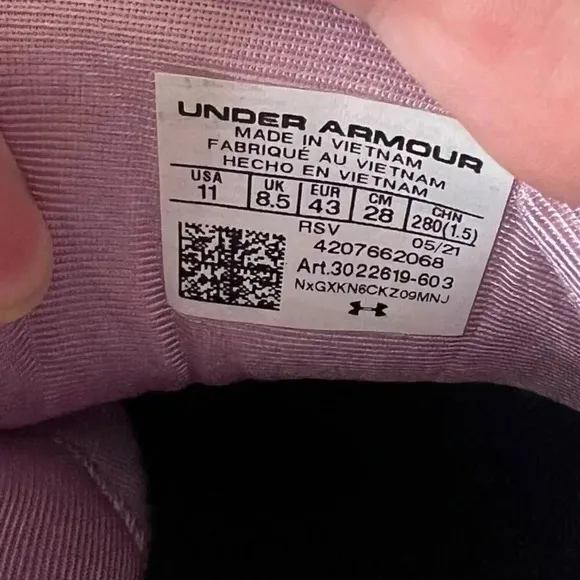 UNDER ARMOUR
MADE IN VIETNAM
FABRIQUÉ AU VIETNAM
HECHO EN VIETNAM
USA UK EUR CM CHN
11 8.5 43 28 280(1.5)
RSV 05/21
4207662068
Art.3022619-603
NxGXKN6CKZ09MNJ